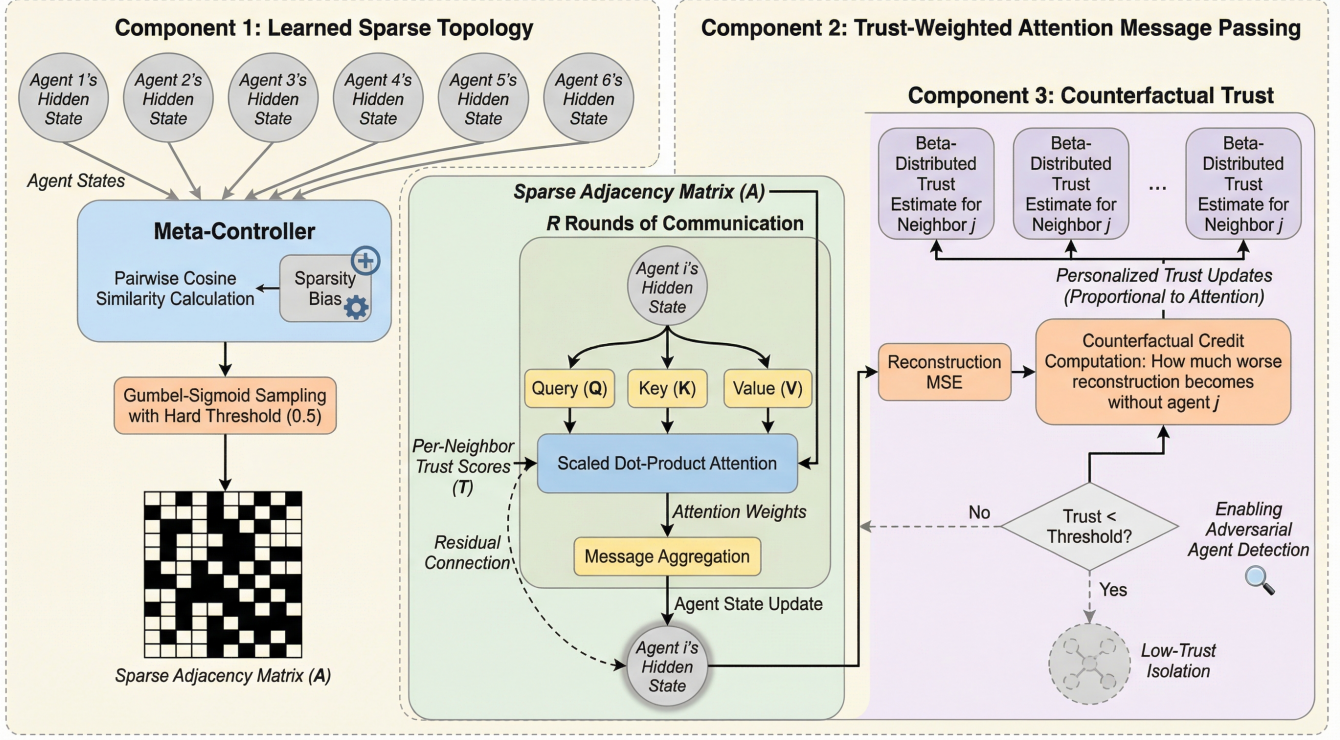 Component 1: Learned Sparse Topology
Agent 1's
Hidden
State
Agent 2's
Hidden
State
Agent 3's
Hidden
State
Agent 4's
Hidden
State
Agent 5's
Hidden
State
Agent 6's
Hidden
State
Agent States
Meta-Controller
Pairwise Cosine
Similarity Calculation
Sparsity
Bias
Gumbel-Sigmoid Sampling
with Hard Threshold (0.5)
Sparse Adjacency Matrix (A)
Component 2: Trust-Weighted Attention Message Passing
Sparse Adjacency Matrix (A)
R Rounds of Communication
Agent i's
Hidden
State
Query (Q)
Key (K)
Value (V)
Per-Neighbor
Trust Scores
(T)
Scaled Dot-Product Attention
Attention Weights
Residual
Connection
Message Aggregation
Agent State Update
Agent i's
Hidden
State
Component 3: Counterfactual Trust
Beta-
Distributed
Trust
Estimate for
Neighbor j
Beta-
Distributed
Trust
Estimate for
Neighbor j
...
Beta-
Distributed
Trust
Estimate for
Neighbor j
Personalized Trust Updates
(Proportional to Attention)
Reconstruction
MSE
Counterfactual Credit
Computation: How much worse
reconstruction becomes
without agent j
Trust <
Threshold?
No
Yes
Enabling
Adversarial
Agent Detection
Low-Trust
Isolation